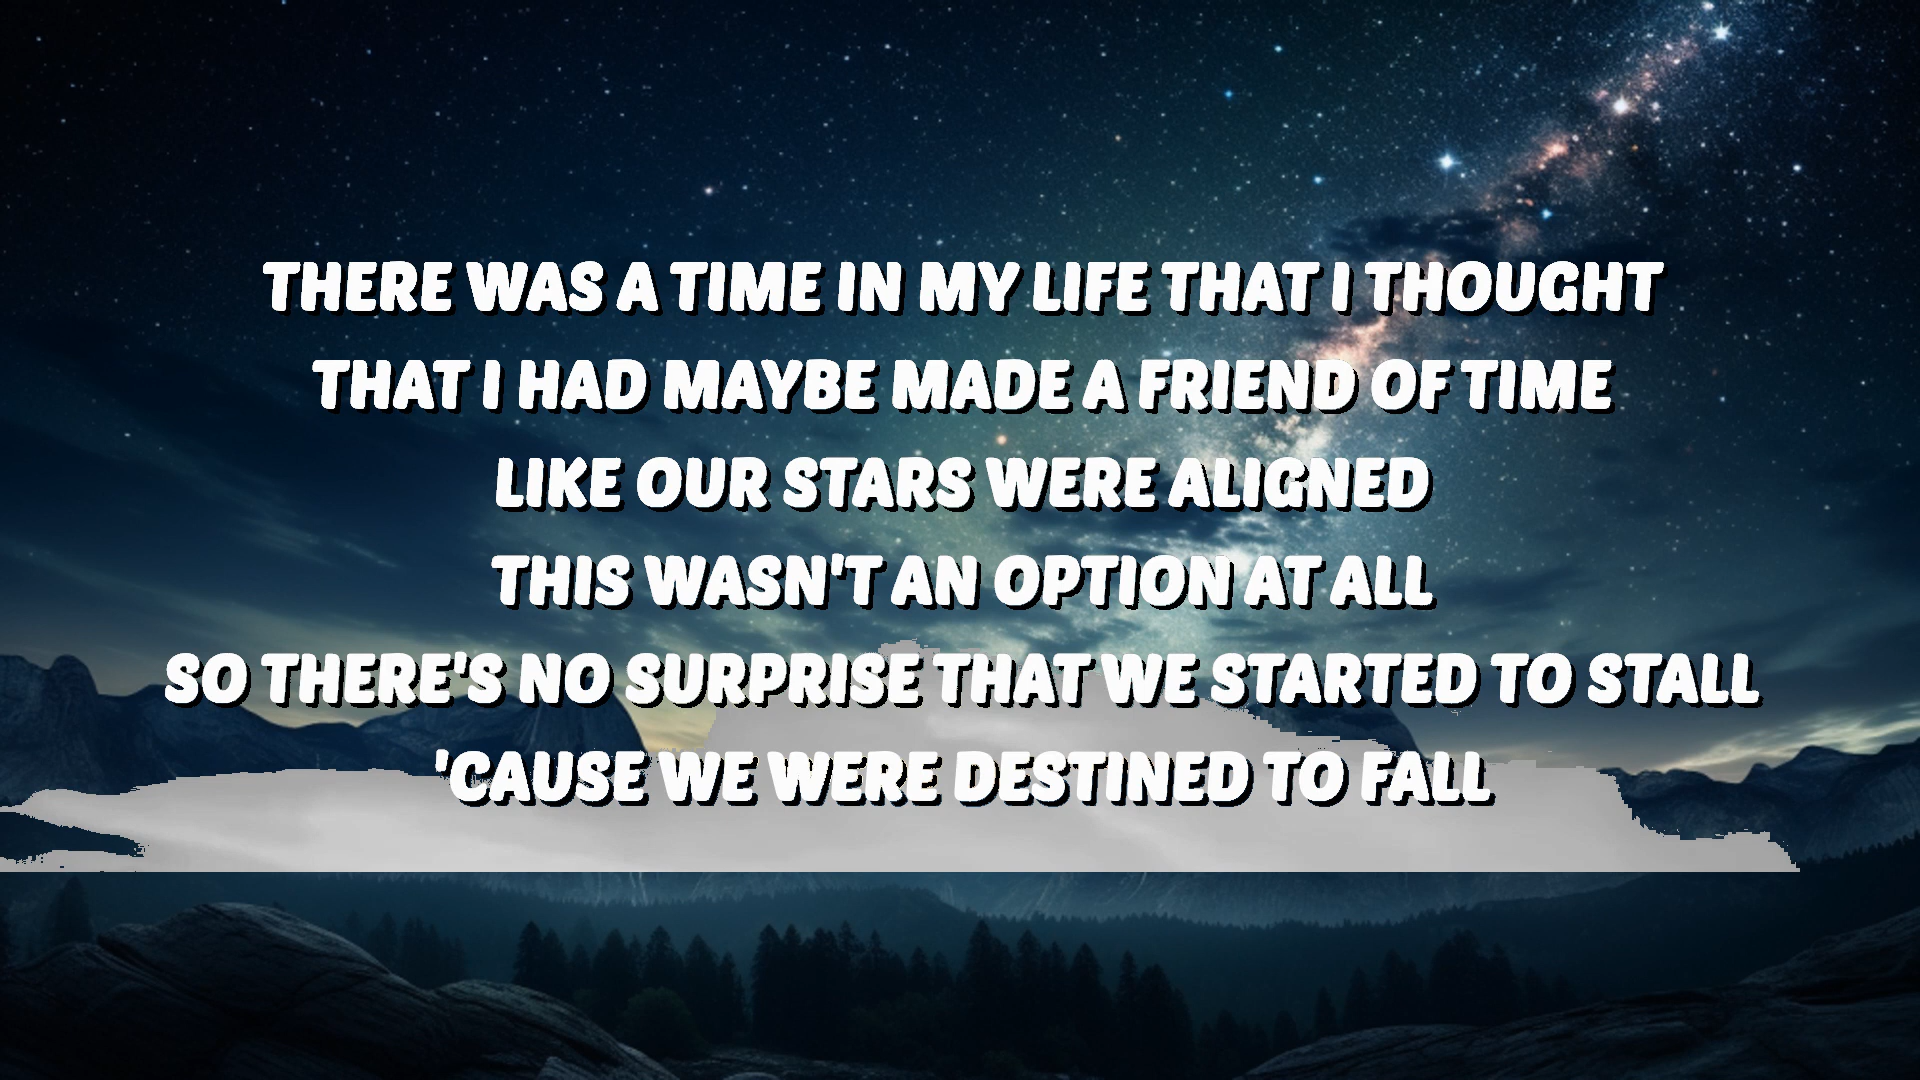 THERE WAS A TIME IN MY LIFE THAT I THOUGHT
THAT I HAD MAYBE MADE A FRIEND OF TIME
LIKE OUR STARS WERE ALIGNED
THIS WASN'T AN OPTION AT ALL
SO THERE'S NO SURPRISE THAT WE STARTED TO STALL
'CAUSE WE WERE DESTINED TO FALL